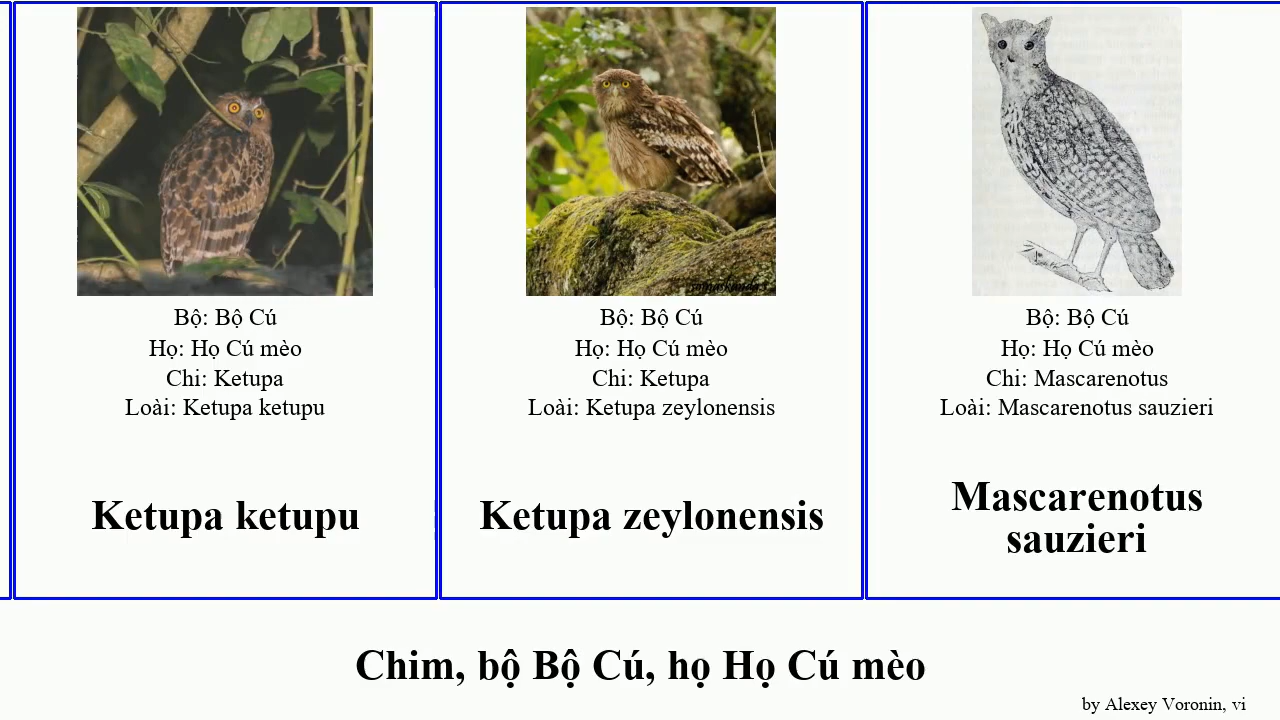 Bộ: Bộ Cú
Họ: Họ Cú mèo
Chi: Ketupa
Loài: Ketupa ketupu
Ketupa ketupu
Bộ: Bộ Cú
Họ: Họ Cú mèo
Chi: Ketupa
Loài: Ketupa zeylonensis
Ketupa zeylonensis
Bộ: Bộ Cú
Họ: Họ Cú mèo
Chi: Mascarenotus
Loài: Mascarenotus sauzieri
Mascarenotus
sauzieri
Chim, bộ Bộ Cú, họ Họ Cú mèo
by Alexey Voronin, vi